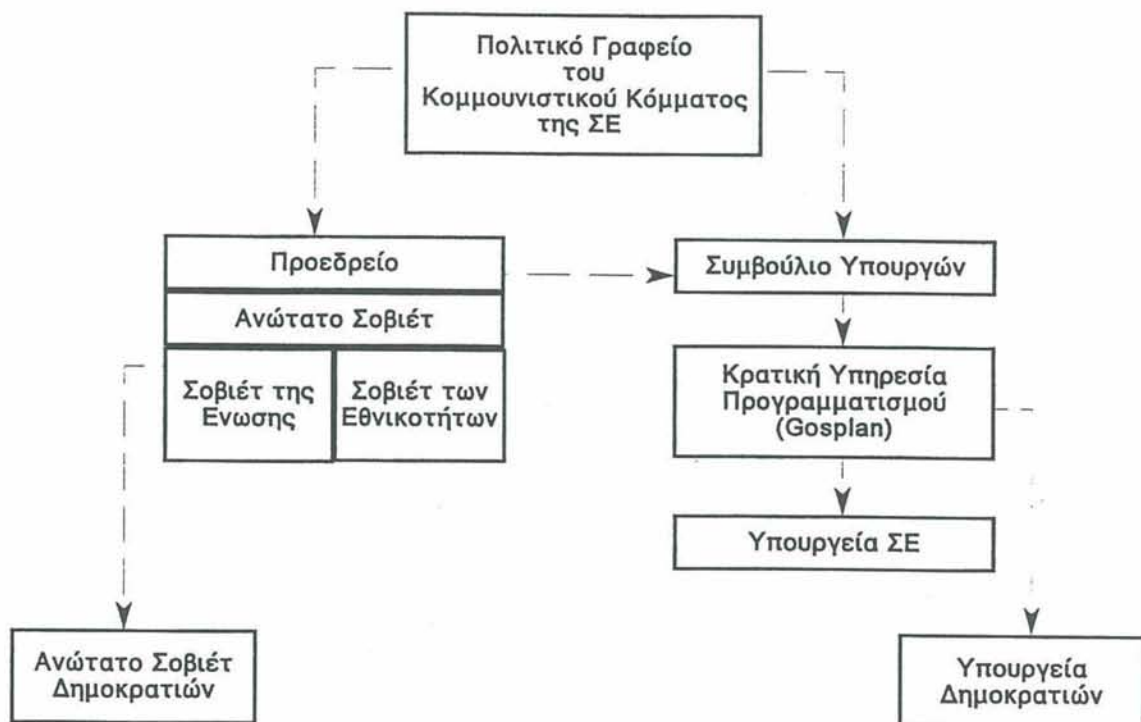 Πολιτικό Γραφείο
του
Κομμουνιστικού Κόμματος
της ΣΕ
Προεδρείο
Ανώτατο Σοβιέτ
Σοβιέτ της
Ενωσης
Σοβιέτ των
Εθνικοτήτων
Συμβούλιο Υπουργών
Κρατική Υπηρεσία
Προγραμματισμού
(Gosplan)
Υπουργεία ΣΕ
Ανώτατο Σοβιέτ
Δημοκρατιών
Υπουργεία
Δημοκρατιών